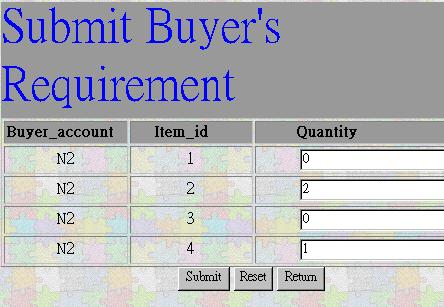 Submit Buyer's
Requirement
Buyer_account Item_id Quantity
N2 1 0
N2 2 2
N2 3 0
N2 4 1
Submit Reset Return